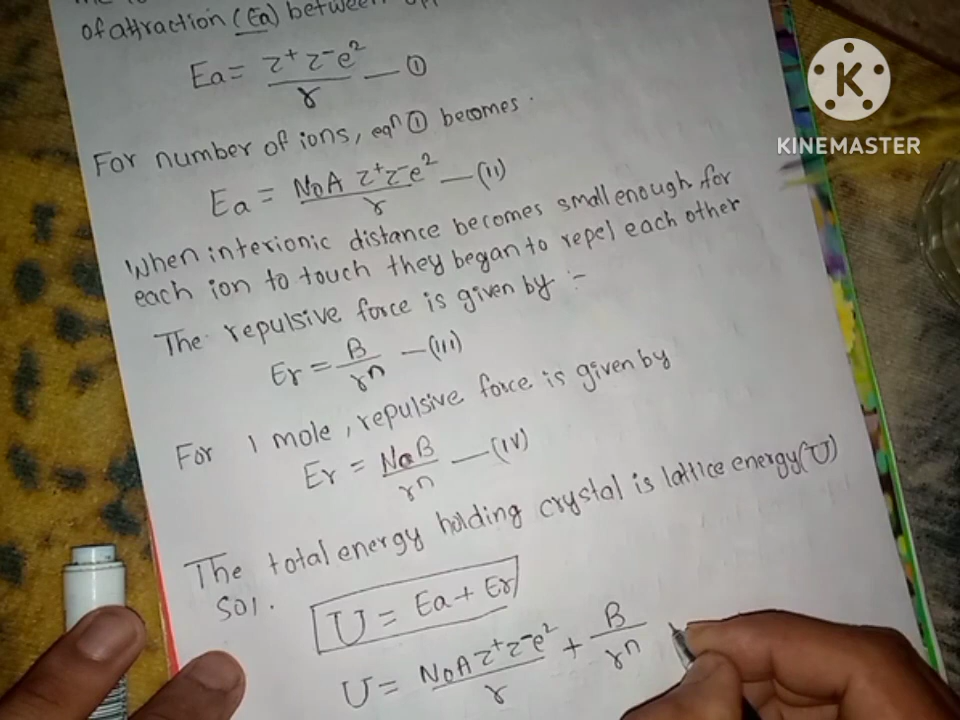 of attraction (Ea) between
Ea = z⁺ z⁻ e² / r — ①
For number of ions, eqⁿ ① becomes.
Ea = N₀A z⁺z⁻e² / r — (II)
When interionic distance becomes small enough for
each ion to touch they began to repel each other
The repulsive force is given by :-
Er = B / rⁿ — (III)
For 1 mole, repulsive force is given by
Er = NaB / rⁿ — (IV)
The total energy holding crystal is lattice energy(U)
SOI.
U = Ea + Er
U = N₀A z⁺z⁻e² / r + B / rⁿ
K
KINEMASTER